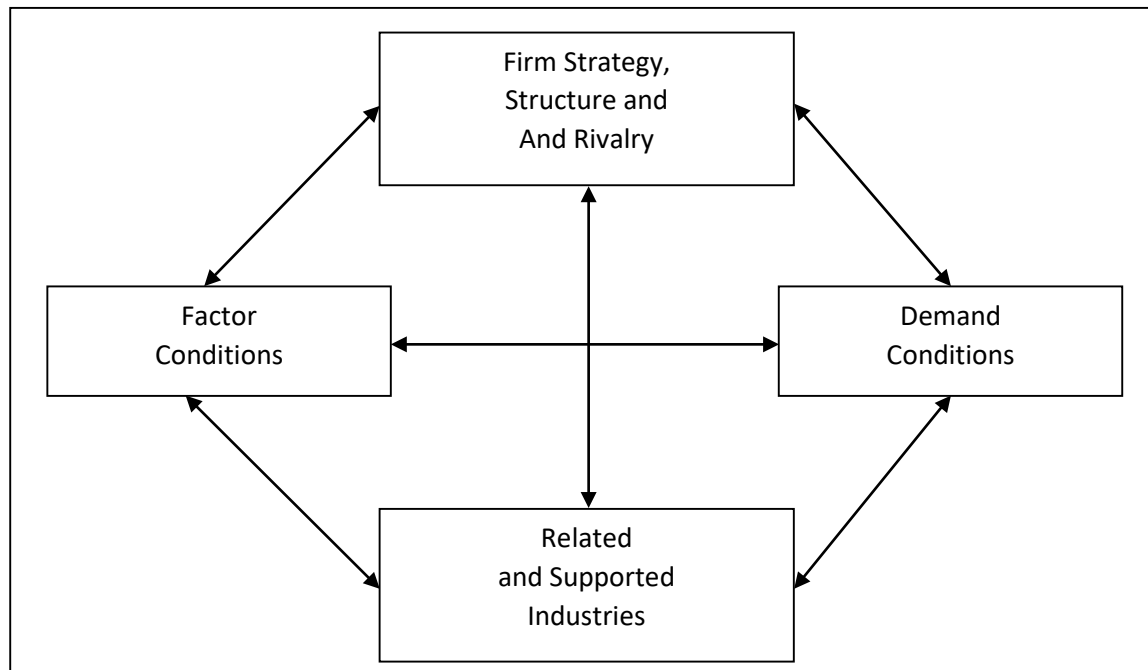 Firm Strategy,
Structure and
And Rivalry
Factor
Conditions
Demand
Conditions
Related
and Supported
Industries